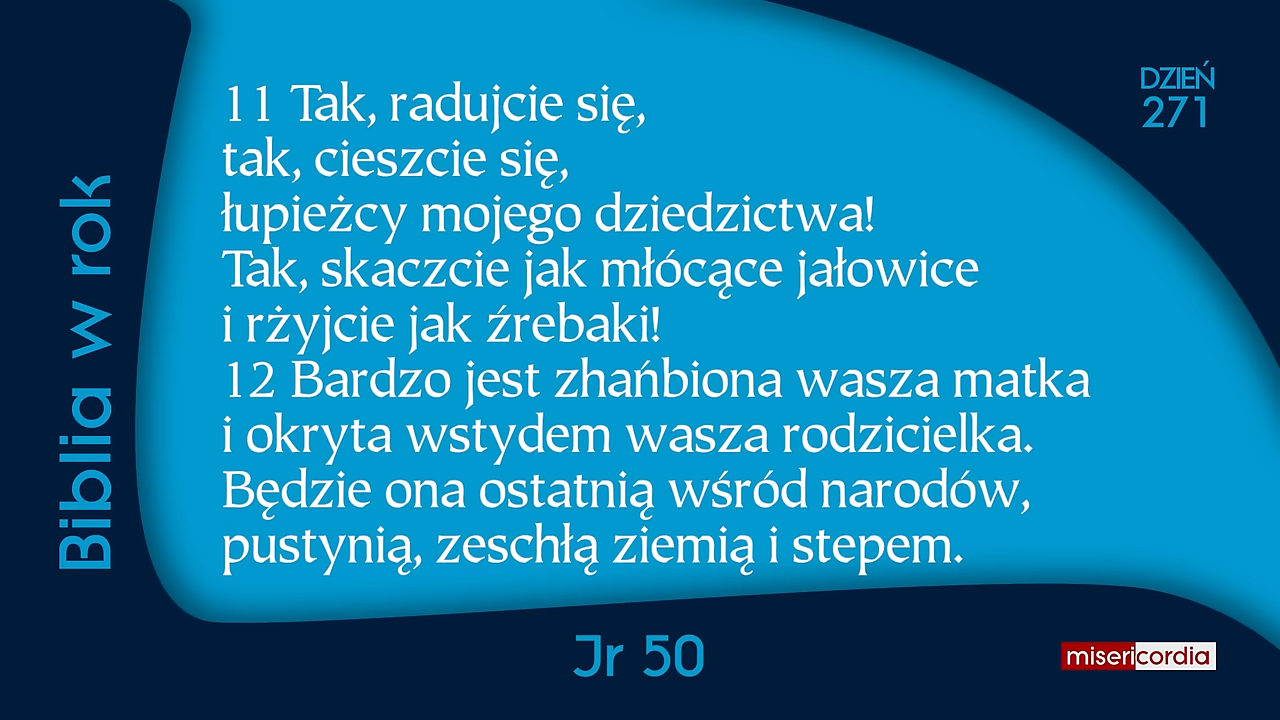 DZIEŃ
271
11 Tak, radujcie się,
tak, cieszcie się,
łupieżcy mojego dziedzictwa!
Tak, skaczcie jak młócące jałowice
i rżyjcie jak źrebaki!
12 Bardzo jest zhańbiona wasza matka
i okryta wstydem wasza rodzicielka.
Będzie ona ostatnią wśród narodów,
pustynią, zeschłą ziemią i stepem.
Biblia w rok
Jr 50
misericordia